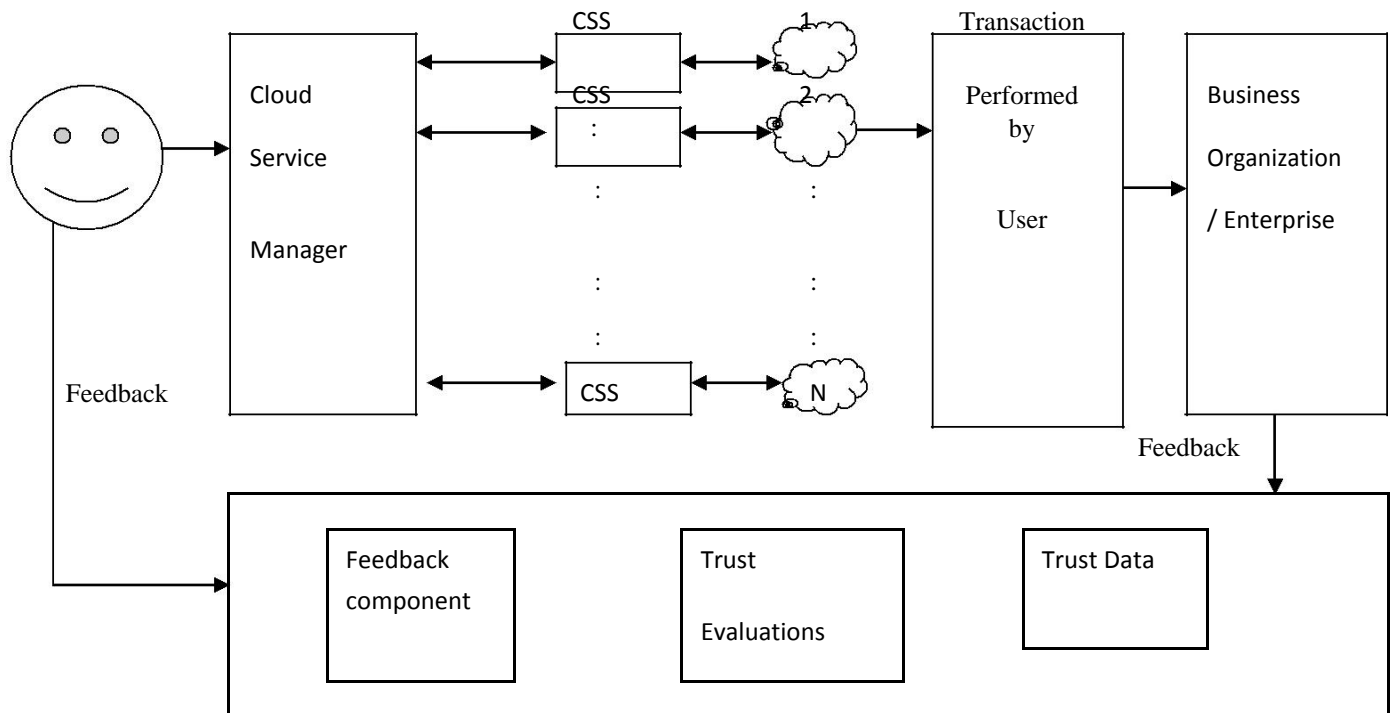 CSS
1
Transaction
Cloud
Service
Manager
CSS
:
2
Performed
by
User
Business
Organization
/ Enterprise
:
:
:
:
:
:
CSS
N
Feedback
Feedback
Feedback
component
Trust
Evaluations
Trust Data